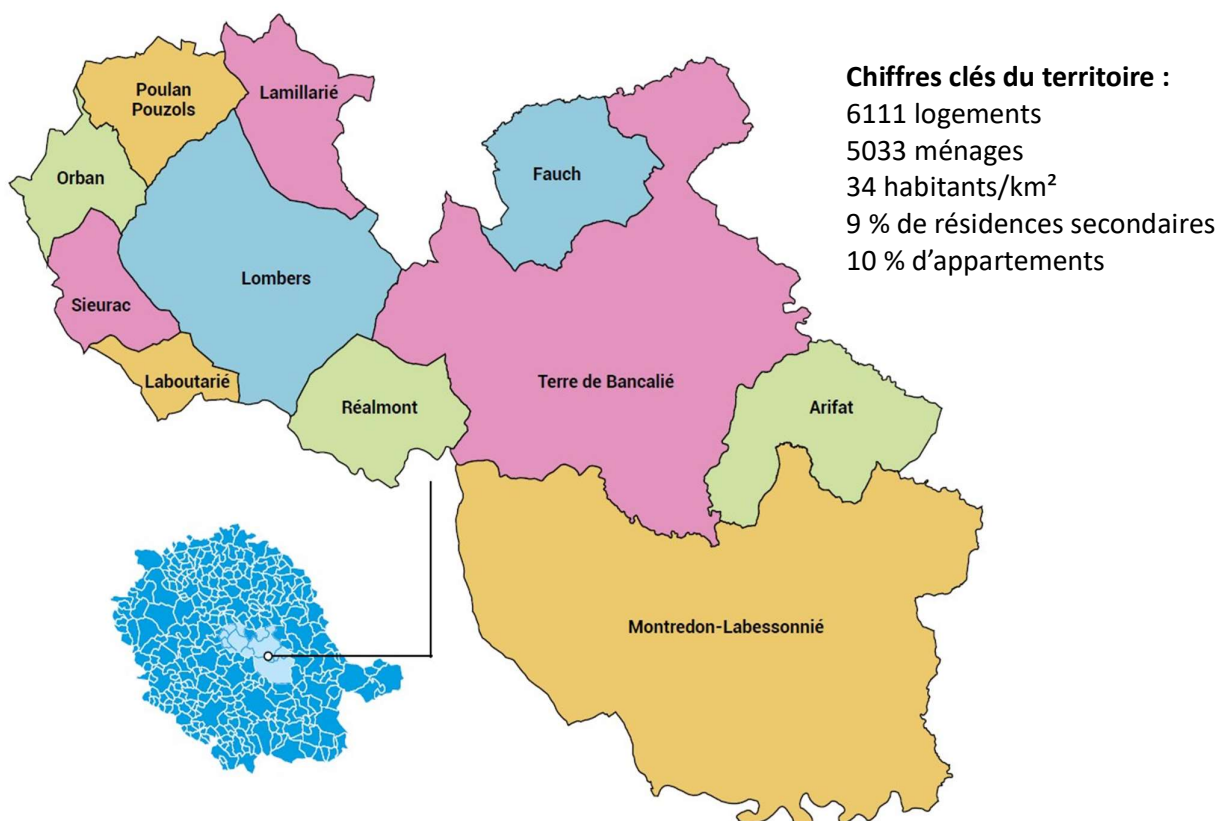 Chiffres clés du territoire :
6111 logements
5033 ménages
34 habitants/km²
9 % de résidences secondaires
10 % d’appartements
Poulan
Pouzols
Lamillarié
Orban
Fauch
Lombers
Sieurac
Laboutarié
Réalmont
Terre de Bancalié
Arifat
Montredon-Labessonnié